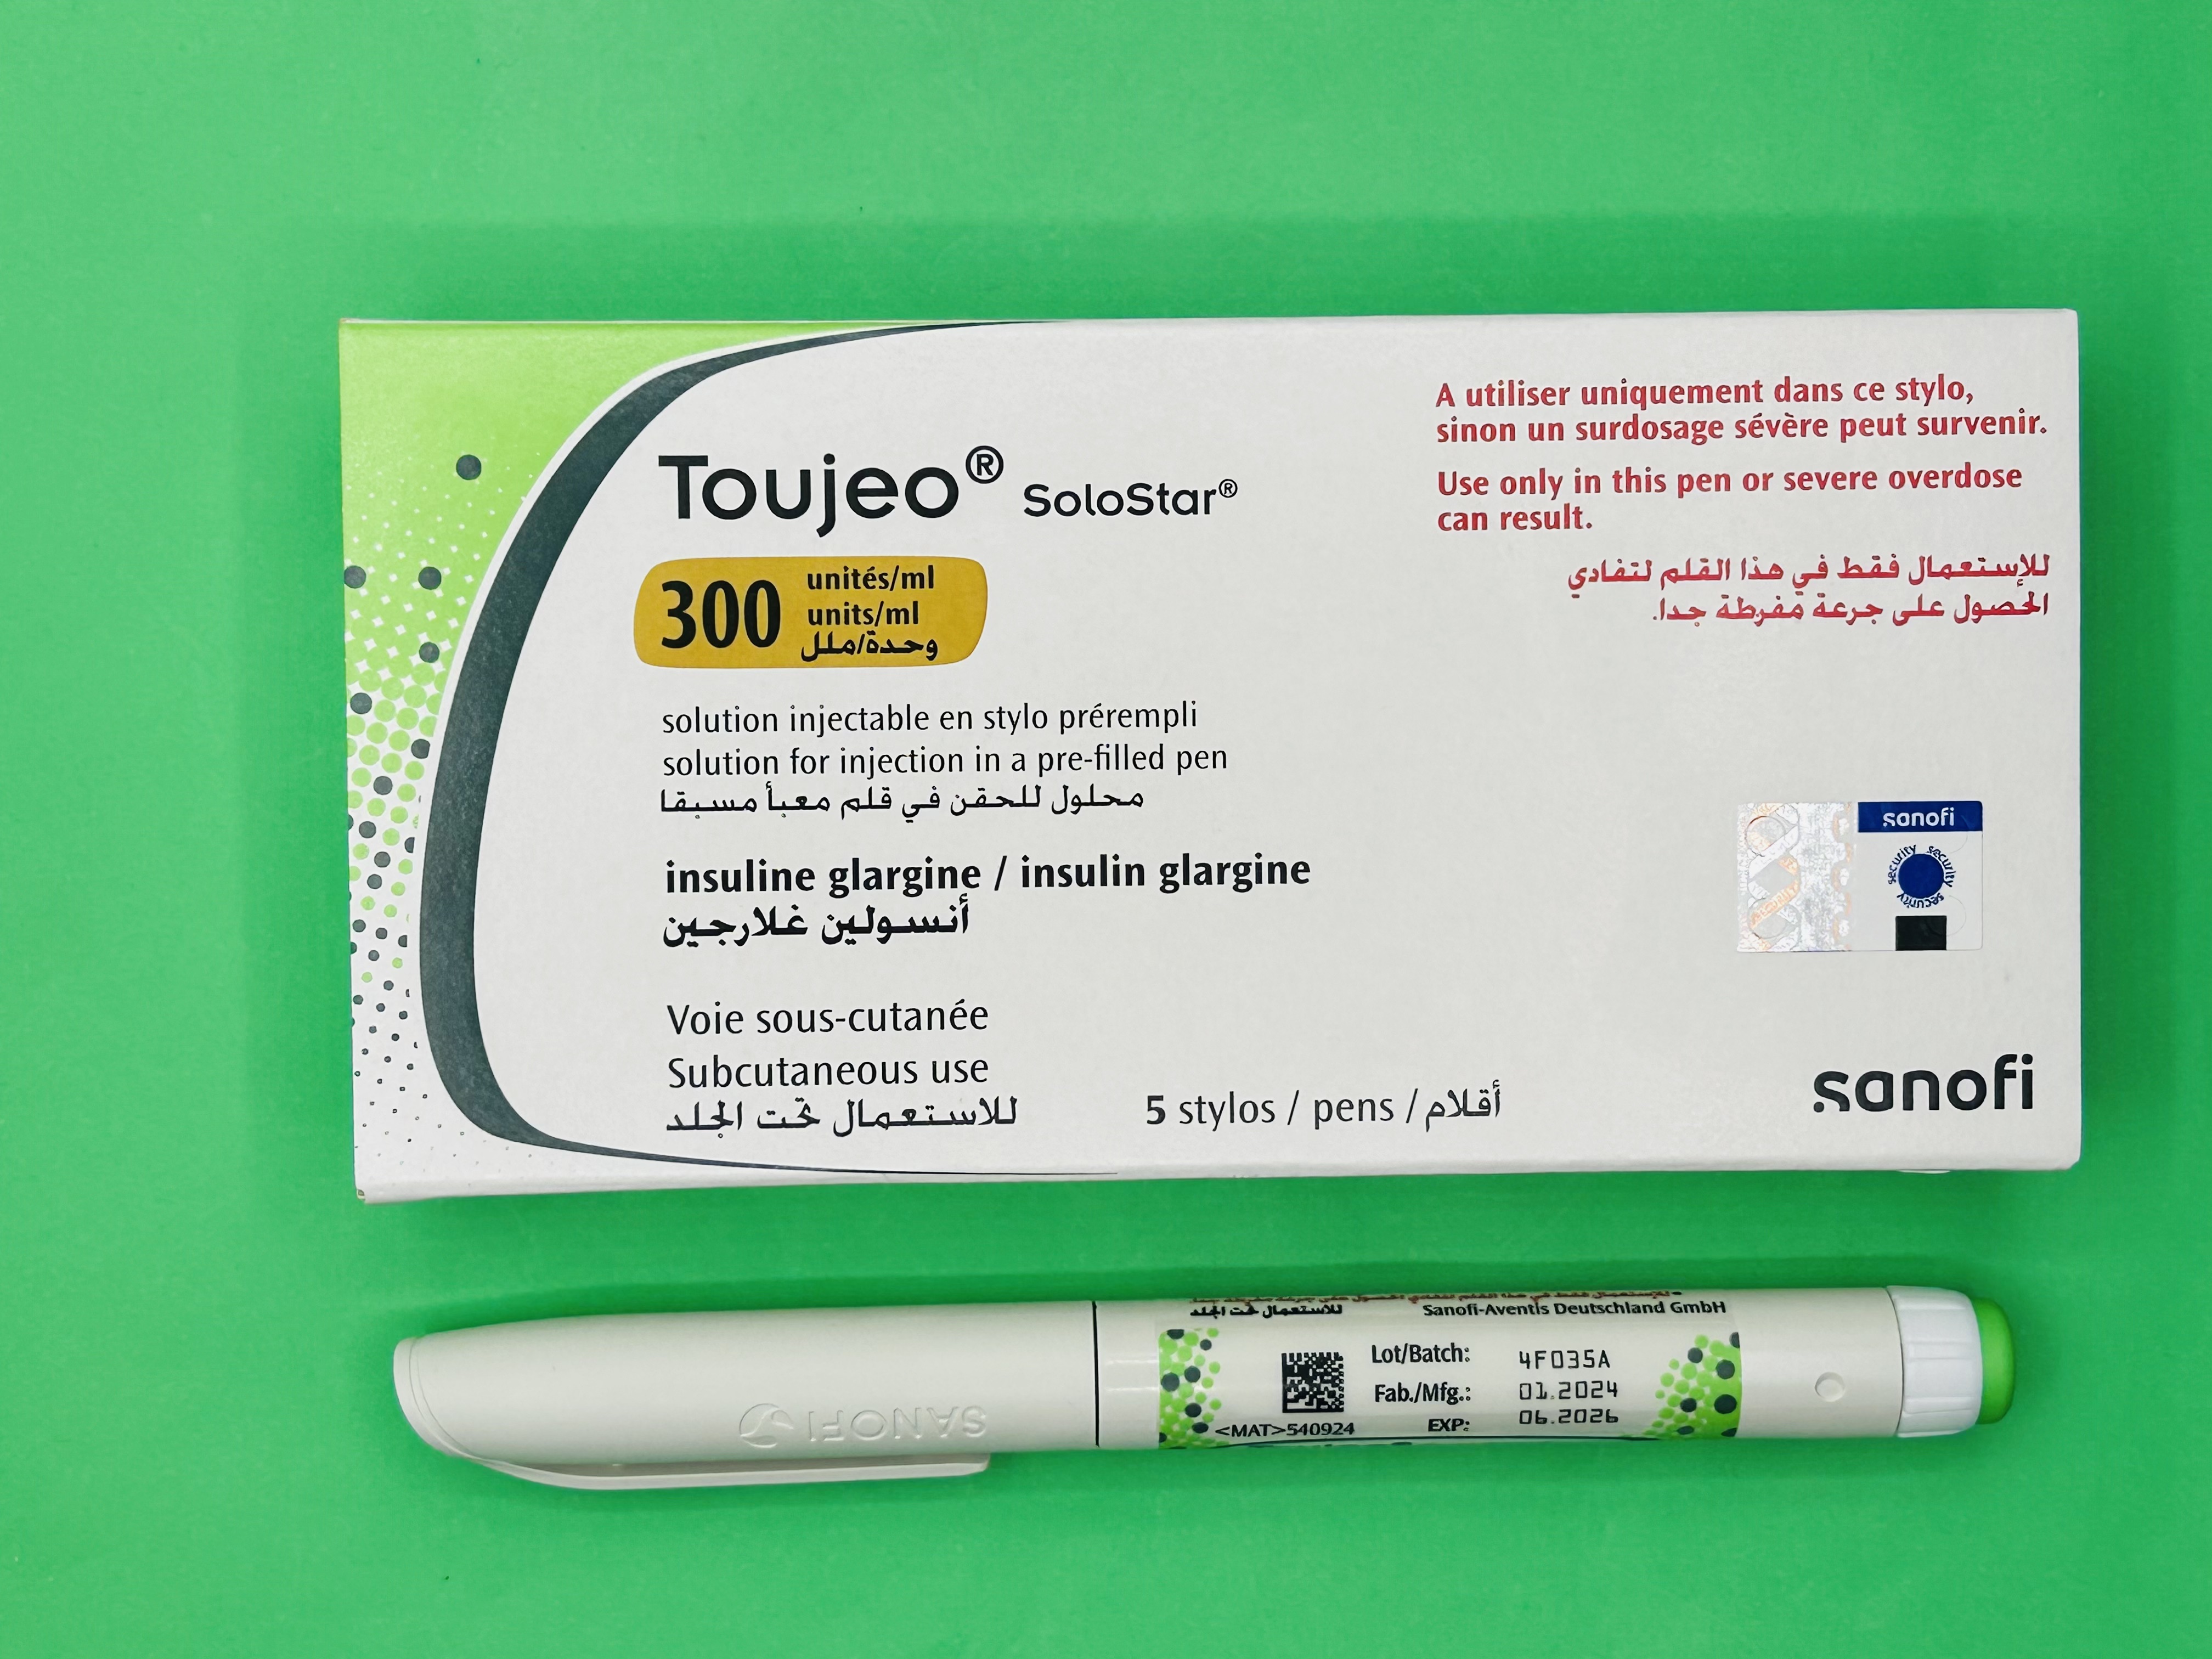 Toujeo® SoloStar®
300 unités/ml
units/ml
وحدة/ملل
solution injectable en stylo prérempli
solution for injection in a pre-filled pen
محلول للحقن في قلم معبأ مسبقا
insuline glargine / insulin glargine
أنسولين غلارجين
Voie sous-cutanée
Subcutaneous use
للاستعمال تحت الجلد
5 stylos / pens / أقلام
A utiliser uniquement dans ce stylo,
sinon un surdosage sévère peut survenir.
Use only in this pen or severe overdose
can result.
للإستعمال فقط في هذا القلم لتفادي
الحصول على جرعة مفرطة جدا.
sanofi
security security security
sanofi
SANOFI
للاستعمال تحت الجلد
Sanofi-Aventis Deutschland GmbH
Lot/Batch: 4F035A
Fab./Mfg.: 01.2024
EXP: 06.2026
<MAT>540924